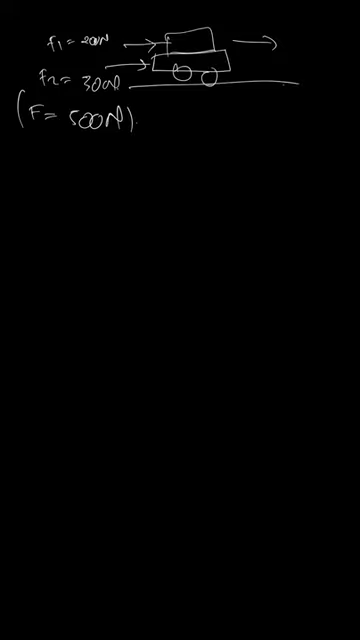 f1 = 200N
F2 = 300N
(F = 500N)